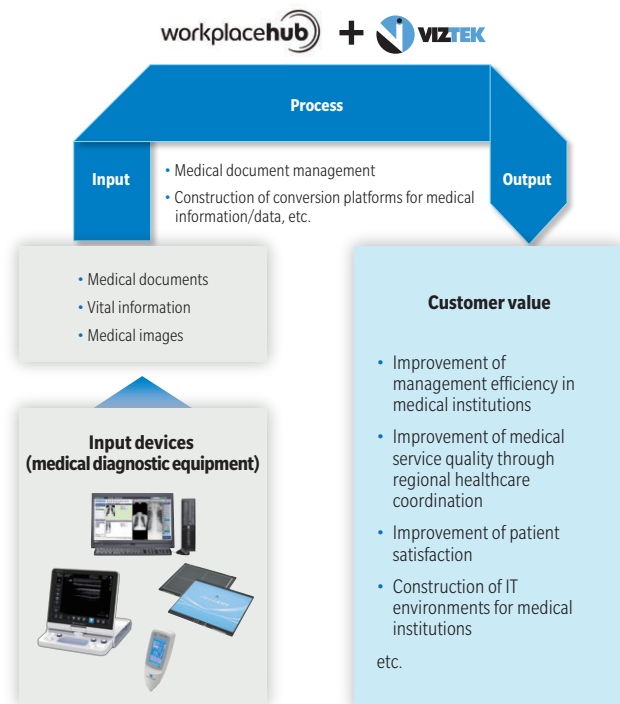 workplacehub + VIZTEK
Process
Input
• Medical document management
• Construction of conversion platforms for medical
information/data, etc.
Output
• Medical documents
• Vital information
• Medical images
Input devices
(medical diagnostic equipment)
Customer value
• Improvement of
management efficiency in
medical institutions
• Improvement of medical
service quality through
regional healthcare
coordination
• Improvement of patient
satisfaction
• Construction of IT
environments for medical
institutions
etc.